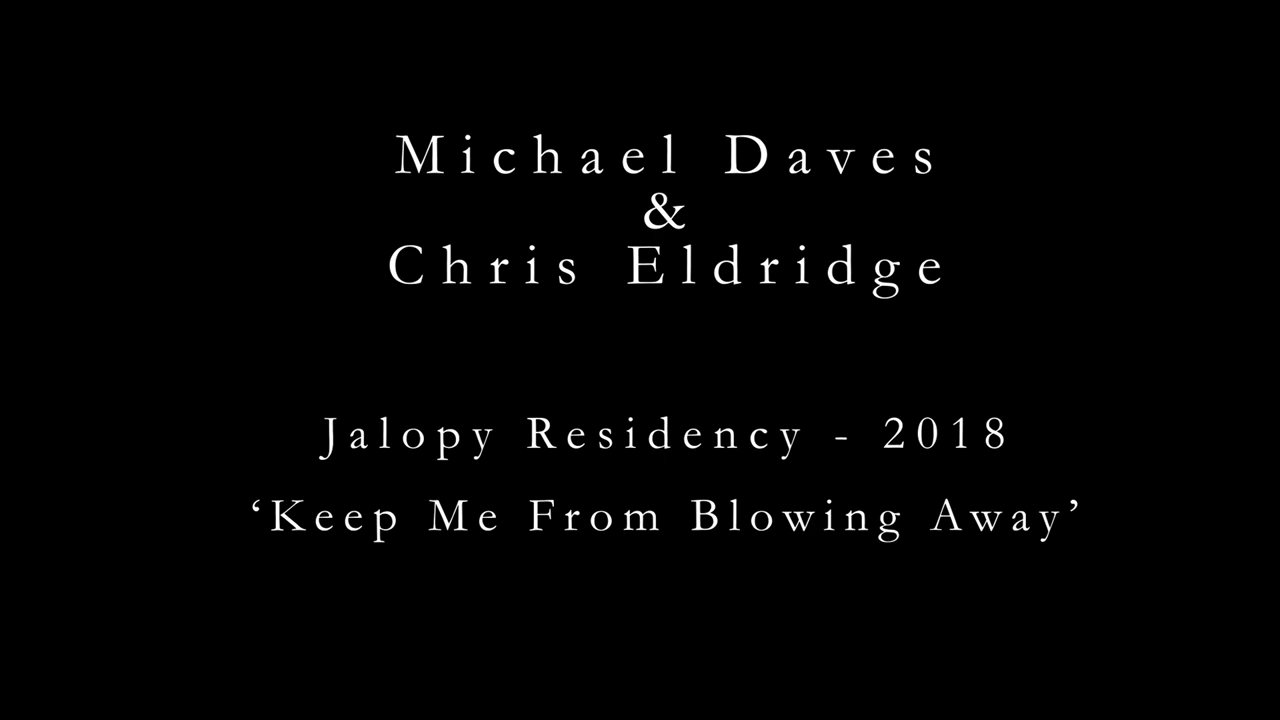 Michael Daves
&
Chris Eldridge
Jalopy Residency - 2018
‘Keep Me From Blowing Away’